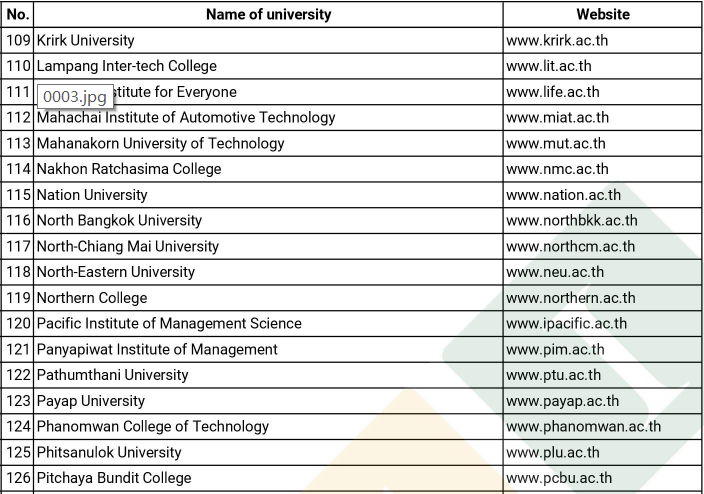 No. Name of university Website
109 Krirk University www.krirk.ac.th
110 Lampang Inter-tech College www.lit.ac.th
111 stitute for Everyone www.life.ac.th
0003.jpg
112 Mahachai Institute of Automotive Technology www.miat.ac.th
113 Mahanakorn University of Technology www.mut.ac.th
114 Nakhon Ratchasima College www.nmc.ac.th
115 Nation University www.nation.ac.th
116 North Bangkok University www.northbkk.ac.th
117 North-Chiang Mai University www.northcm.ac.th
118 North-Eastern University www.neu.ac.th
119 Northern College www.northern.ac.th
120 Pacific Institute of Management Science www.ipacific.ac.th
121 Panyapiwat Institute of Management www.pim.ac.th
122 Pathumthani University www.ptu.ac.th
123 Payap University www.payap.ac.th
124 Phanomwan College of Technology www.phanomwan.ac.th
125 Phitsanulok University www.plu.ac.th
126 Pitchaya Bundit College www.pcbu.ac.th